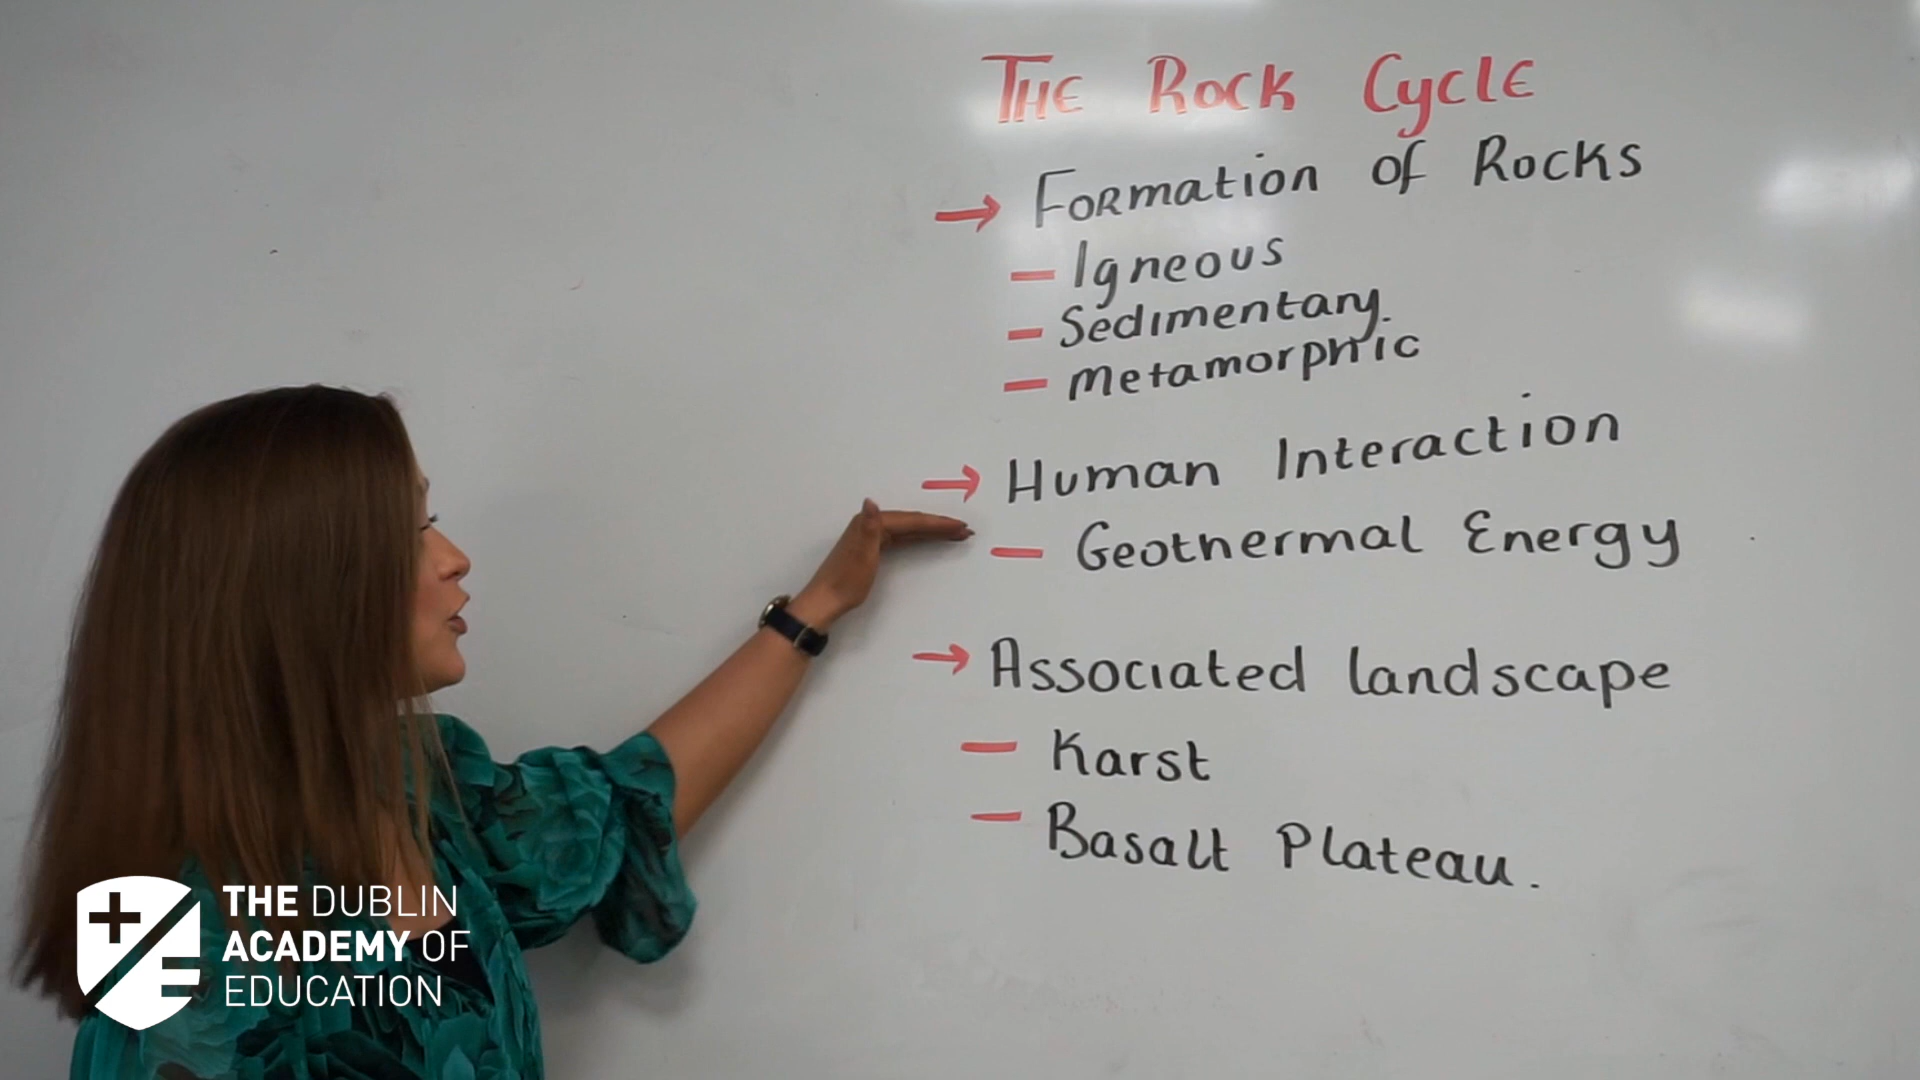 THE ROCK CYCLE
→ FORmation of ROCKS
- Igneous
- Sedimentary.
- metamorphic
→ Human Interaction
- Geothermal Energy
→ Associated landscape
- Karst
- Basalt Plateau.
THE DUBLIN
ACADEMY OF
EDUCATION